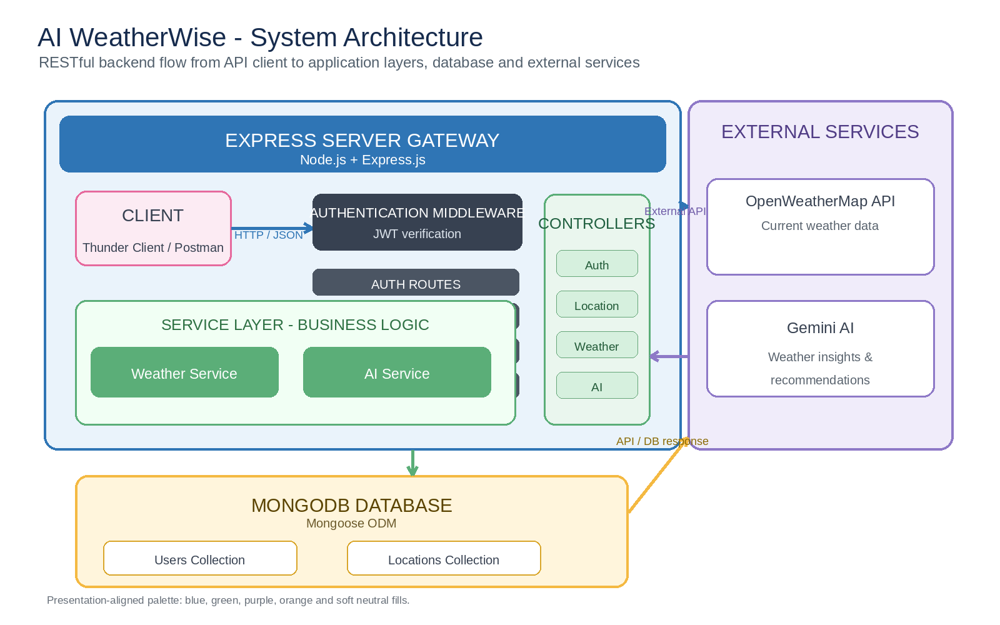 AI WeatherWise - System Architecture
RESTful backend flow from API client to application layers, database and external services
EXPRESS SERVER GATEWAY
Node.js + Express.js
CLIENT
Thunder Client / Postman
HTTP / JSON
AUTHENTICATION MIDDLEWARE
JWT verification
AUTH ROUTES
SERVICE LAYER - BUSINESS LOGIC
Weather Service
AI Service
CONTROLLERS
Auth
Location
Weather
AI
External API
EXTERNAL SERVICES
OpenWeatherMap API
Current weather data
Gemini AI
Weather insights &
recommendations
API / DB response
MONGODB DATABASE
Mongoose ODM
Users Collection
Locations Collection
Presentation-aligned palette: blue, green, purple, orange and soft neutral fills.